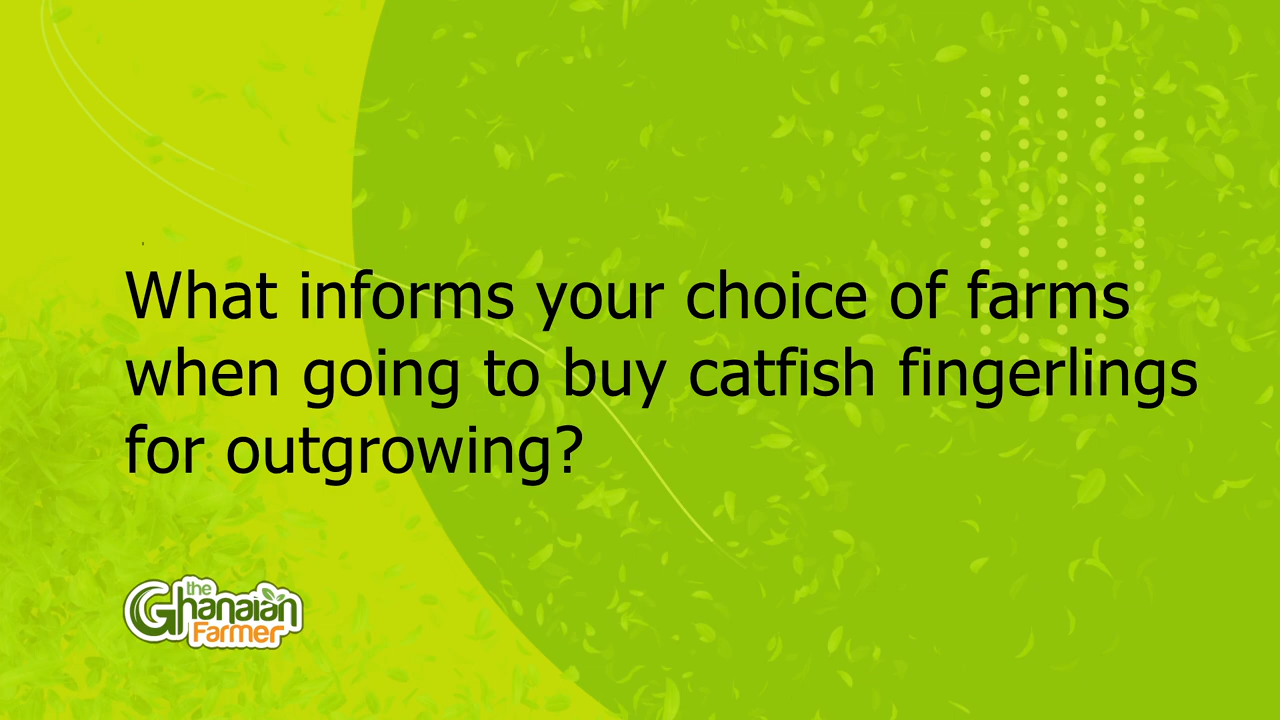 What informs your choice of farms
when going to buy catfish fingerlings
for outgrowing?
the
Ghanaian
Farmer